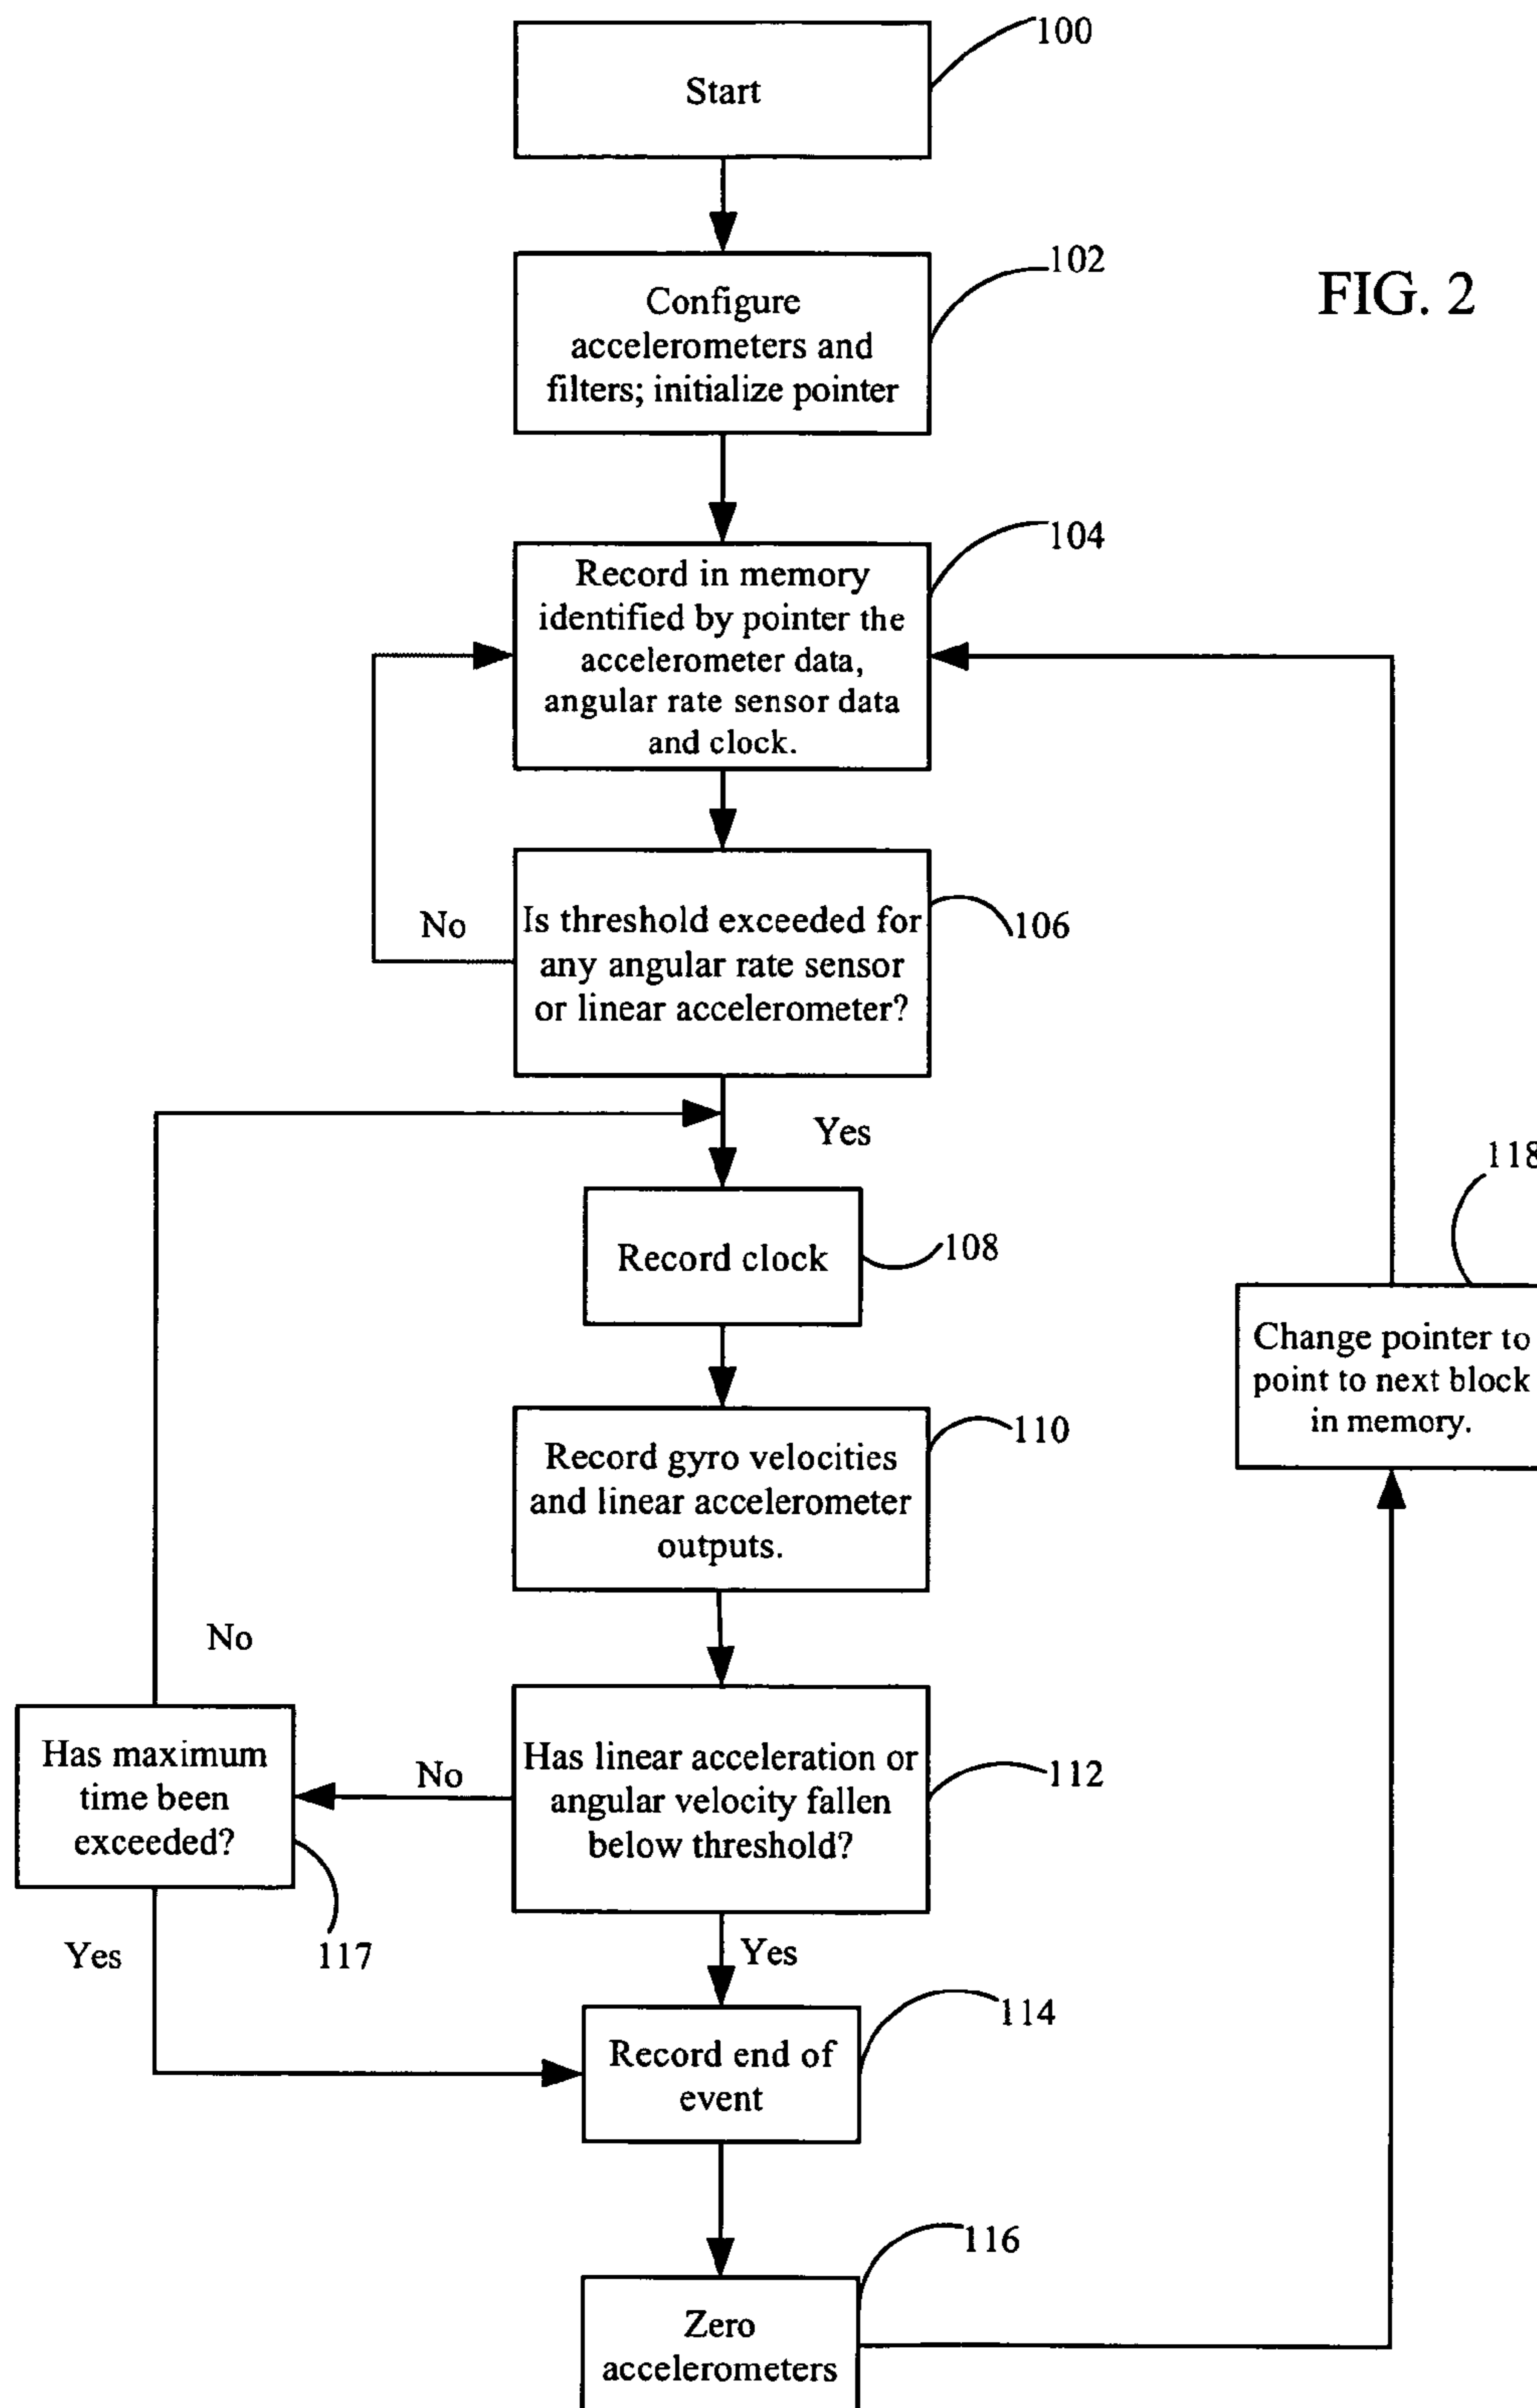 100
Start
102
FIG. 2
Configure
accelerometers and
filters; initialize pointer
104
Record in memory
identified by pointer the
accelerometer data,
angular rate sensor data
and clock.
No
Is threshold exceeded for
any angular rate sensor
or linear accelerometer?
106
Yes
118
Record clock
108
Change pointer to
point to next block
in memory.
110
Record gyro velocities
and linear accelerometer
outputs.
No
Has maximum
time been
exceeded?
No
Has linear acceleration or
angular velocity fallen
below threshold?
112
Yes
117
Yes
114
Record end of
event
116
Zero
accelerometers